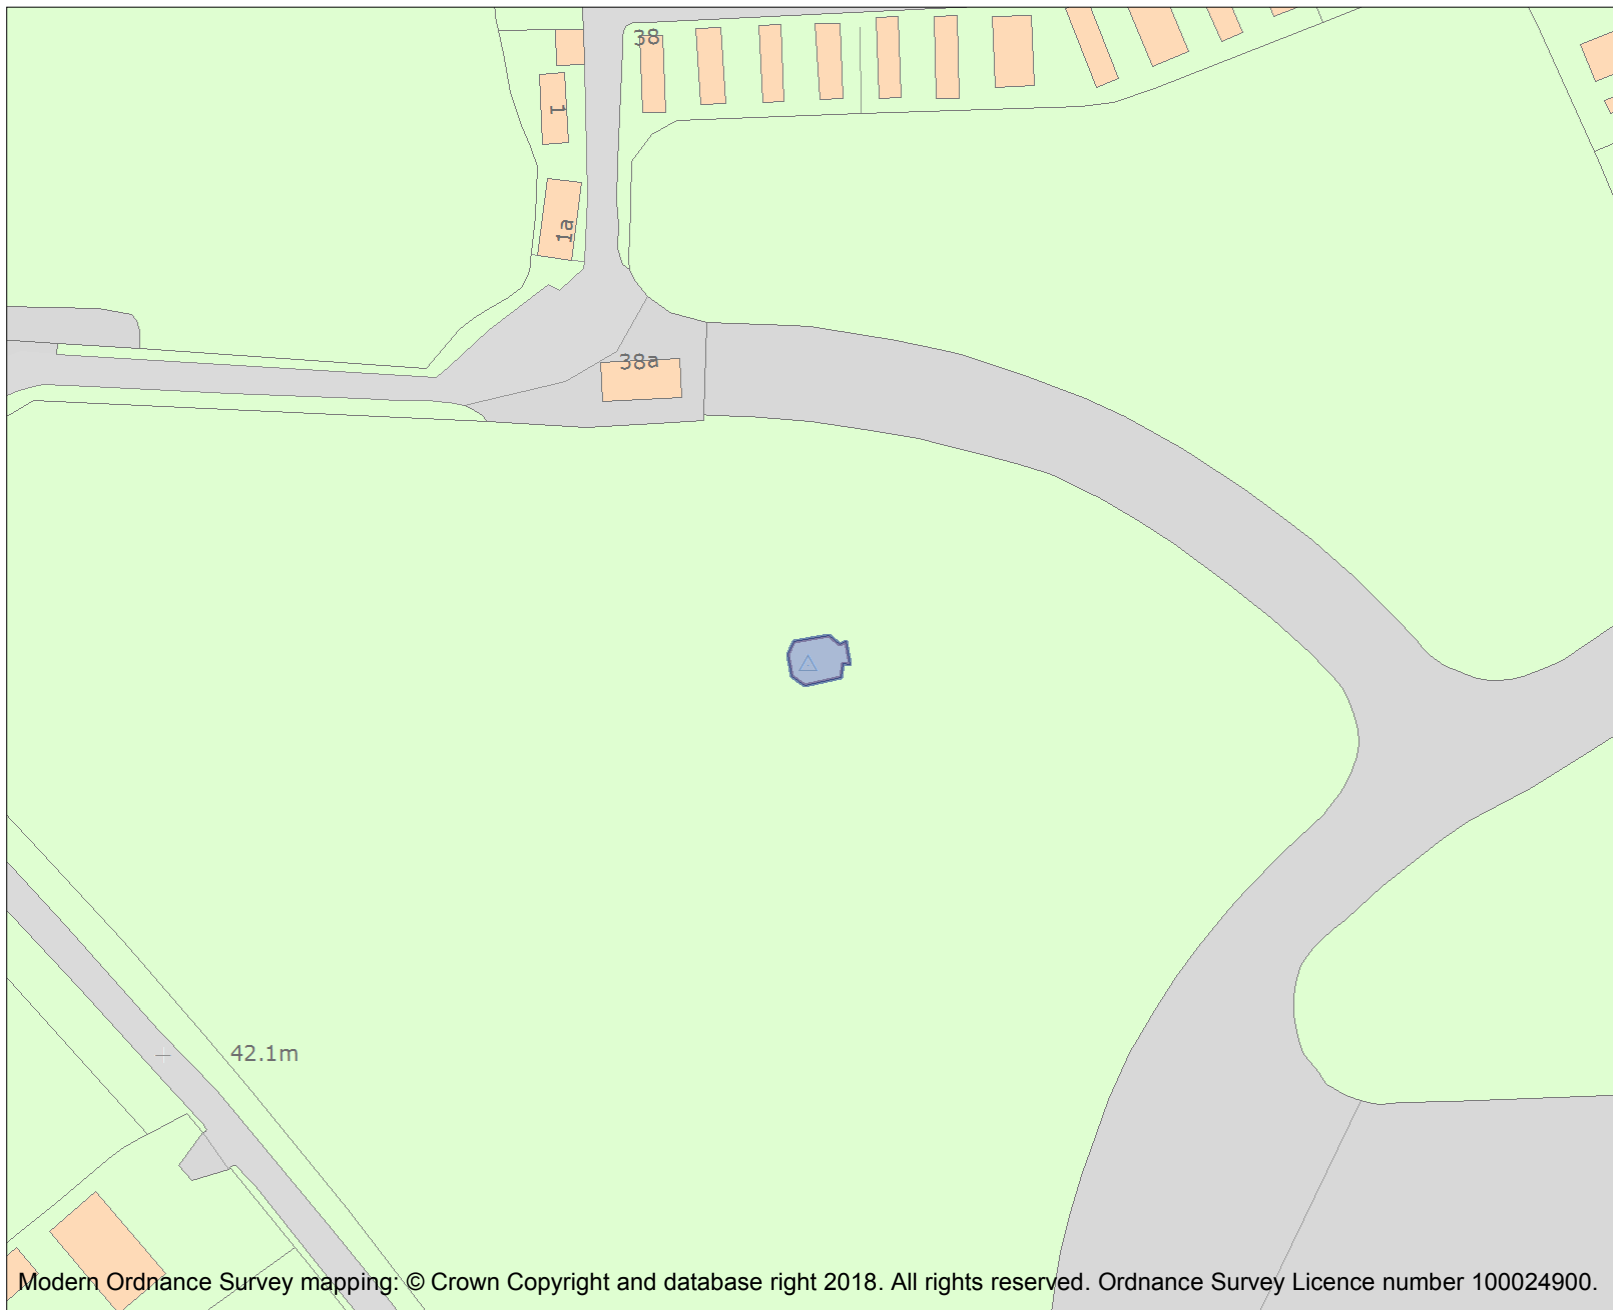 38
1
1a
38a
42.1m
Modern Ordnance Survey mapping: © Crown Copyright and database right 2018. All rights reserved. Ordnance Survey Licence number 100024900.